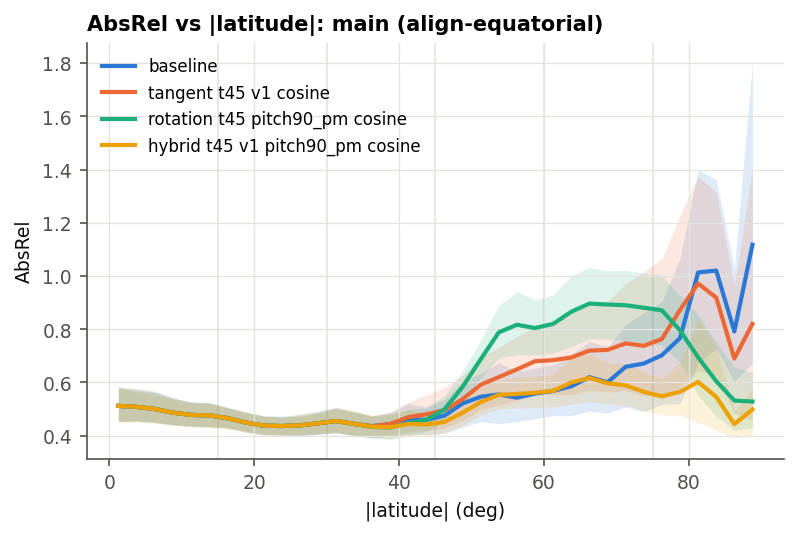 AbsRel vs |latitude|: main (align-equatorial)
baseline
tangent t45 v1 cosine
rotation t45 pitch90_pm cosine
hybrid t45 v1 pitch90_pm cosine
AbsRel
1.8
1.6
1.4
1.2
1.0
0.8
0.6
0.4
0 20 40 60 80
|latitude| (deg)